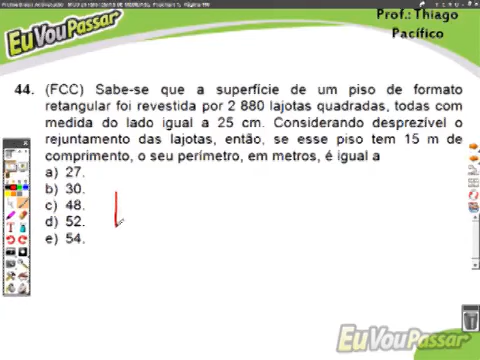 Prof.: Thiago
Pacífico
EuVouPassar
44. (FCC) Sabe-se que a superfície de um piso de formato
retangular foi revestida por 2 880 lajotas quadradas, todas com
medida do lado igual a 25 cm. Considerando desprezível o
rejuntamento das lajotas, então, se esse piso tem 15 m de
comprimento, o seu perímetro, em metros, é igual a
a) 27.
b) 30.
c) 48.
d) 52.
e) 54.
EuVouPassar